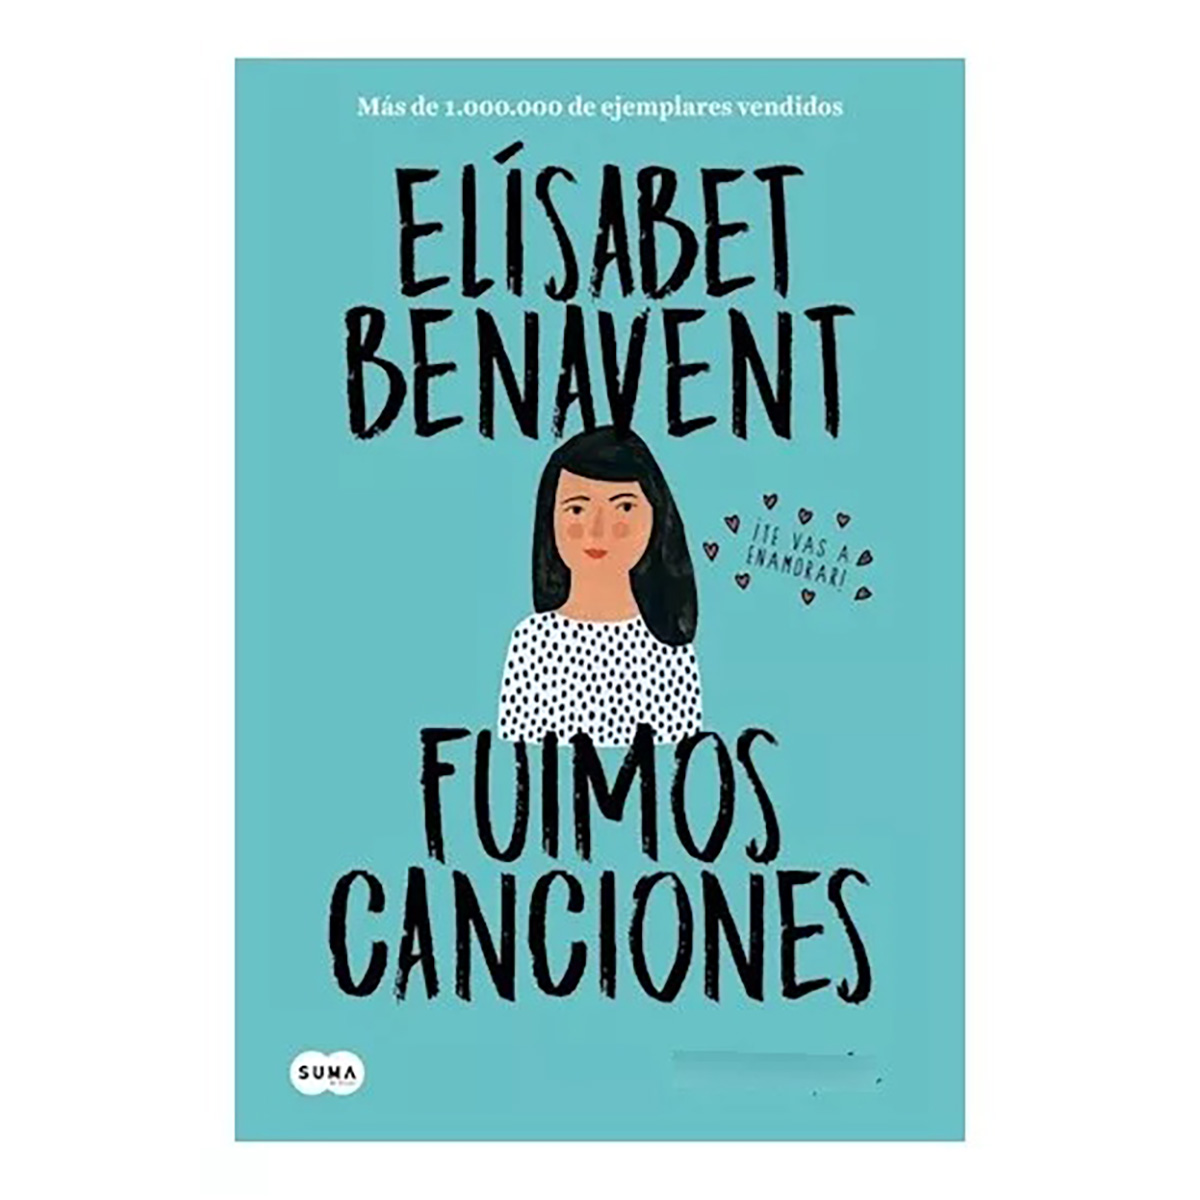 Más de 1.000.000 de ejemplares vendidos
ELÍSABET
BENAVENT
¡TE VAS A
ENAMORAR!
FUIMOS
CANCIONES
SUMA